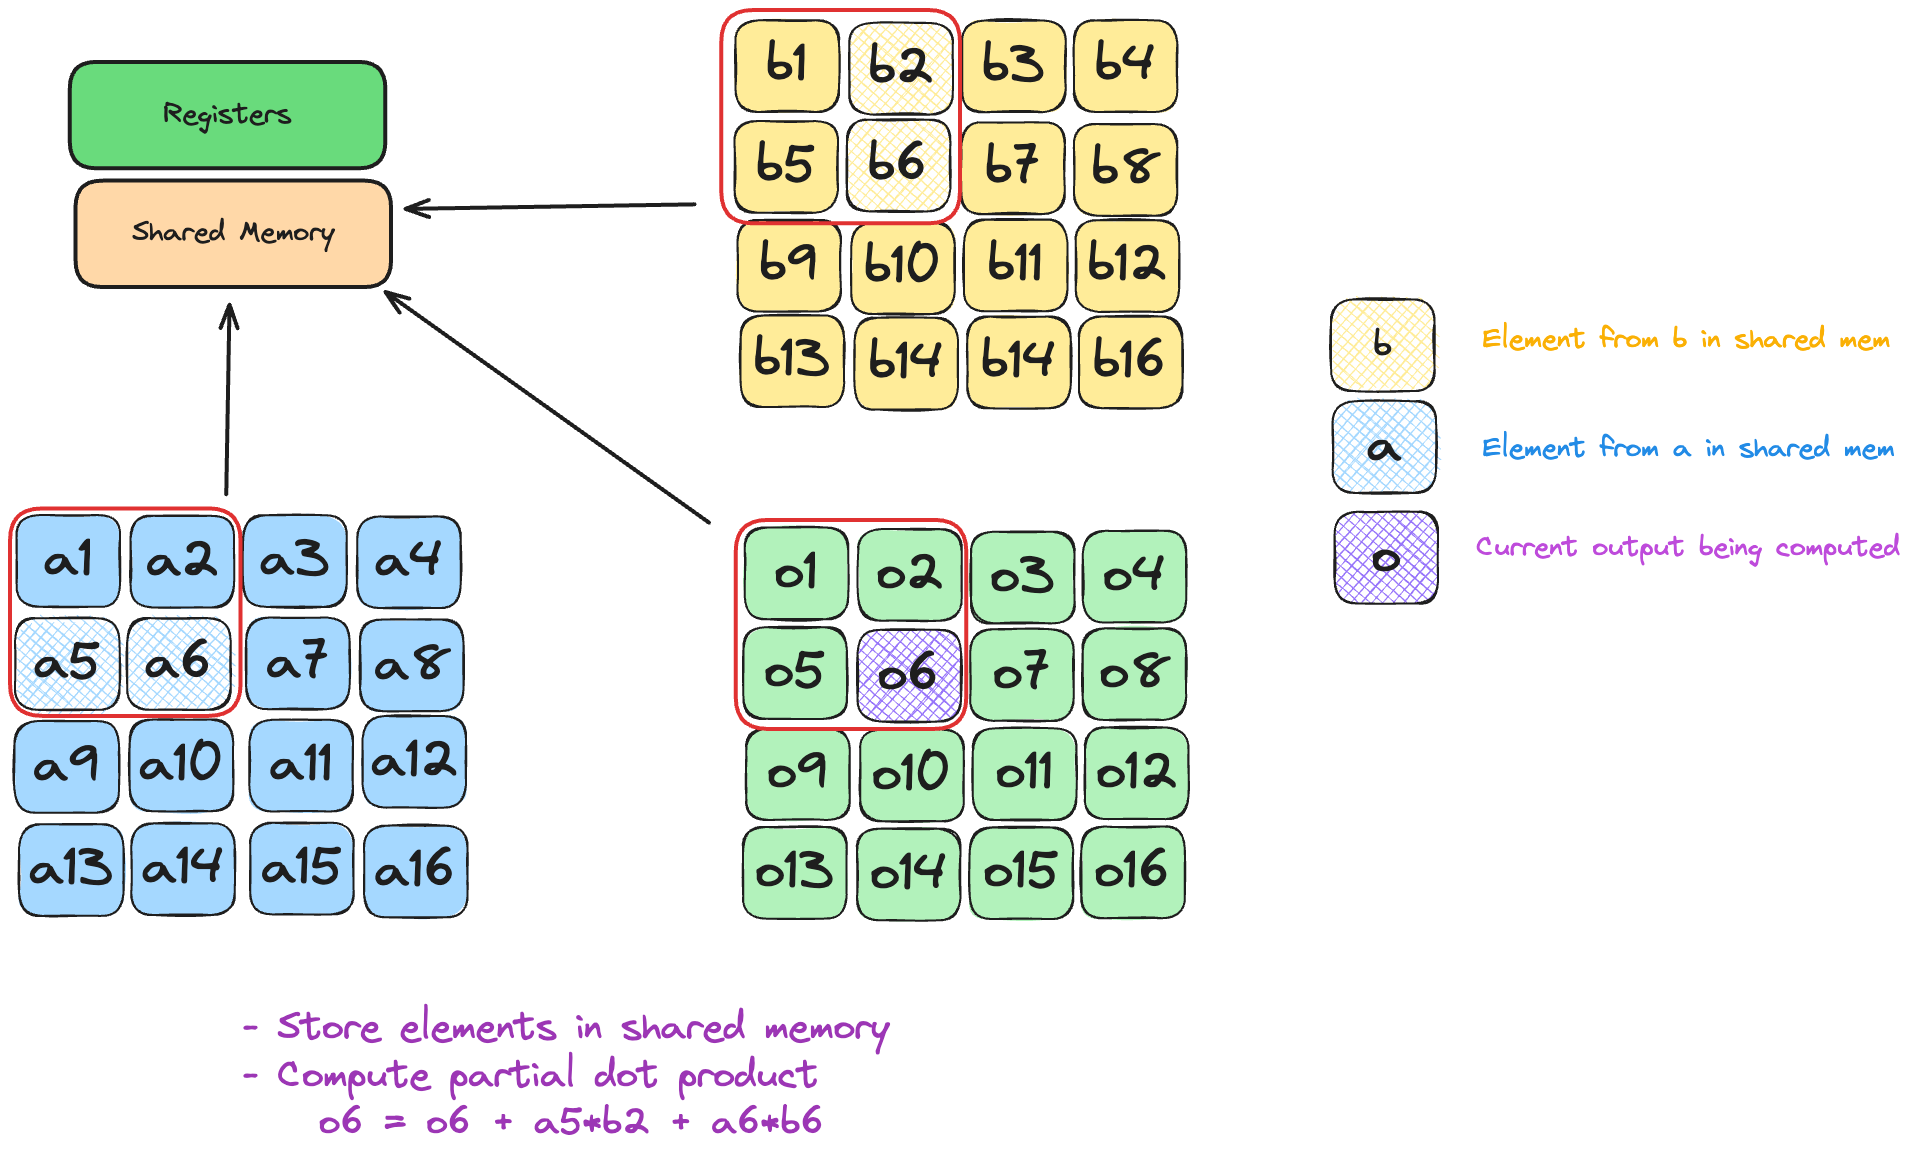 Registers
Shared Memory
b1 b2 b3 b4
b5 b6 b7 b8
b9 b10 b11 b12
b13 b14 b14 b16
b Element from b in shared mem
a Element from a in shared mem
o Current output being computed
a1 a2 a3 a4
a5 a6 a7 a8
a9 a10 a11 a12
a13 a14 a15 a16
o1 o2 o3 o4
o5 o6 o7 o8
o9 o10 o11 o12
o13 o14 o15 o16
- Store elements in shared memory
- Compute partial dot product
o6 = o6 + a5*b2 + a6*b6